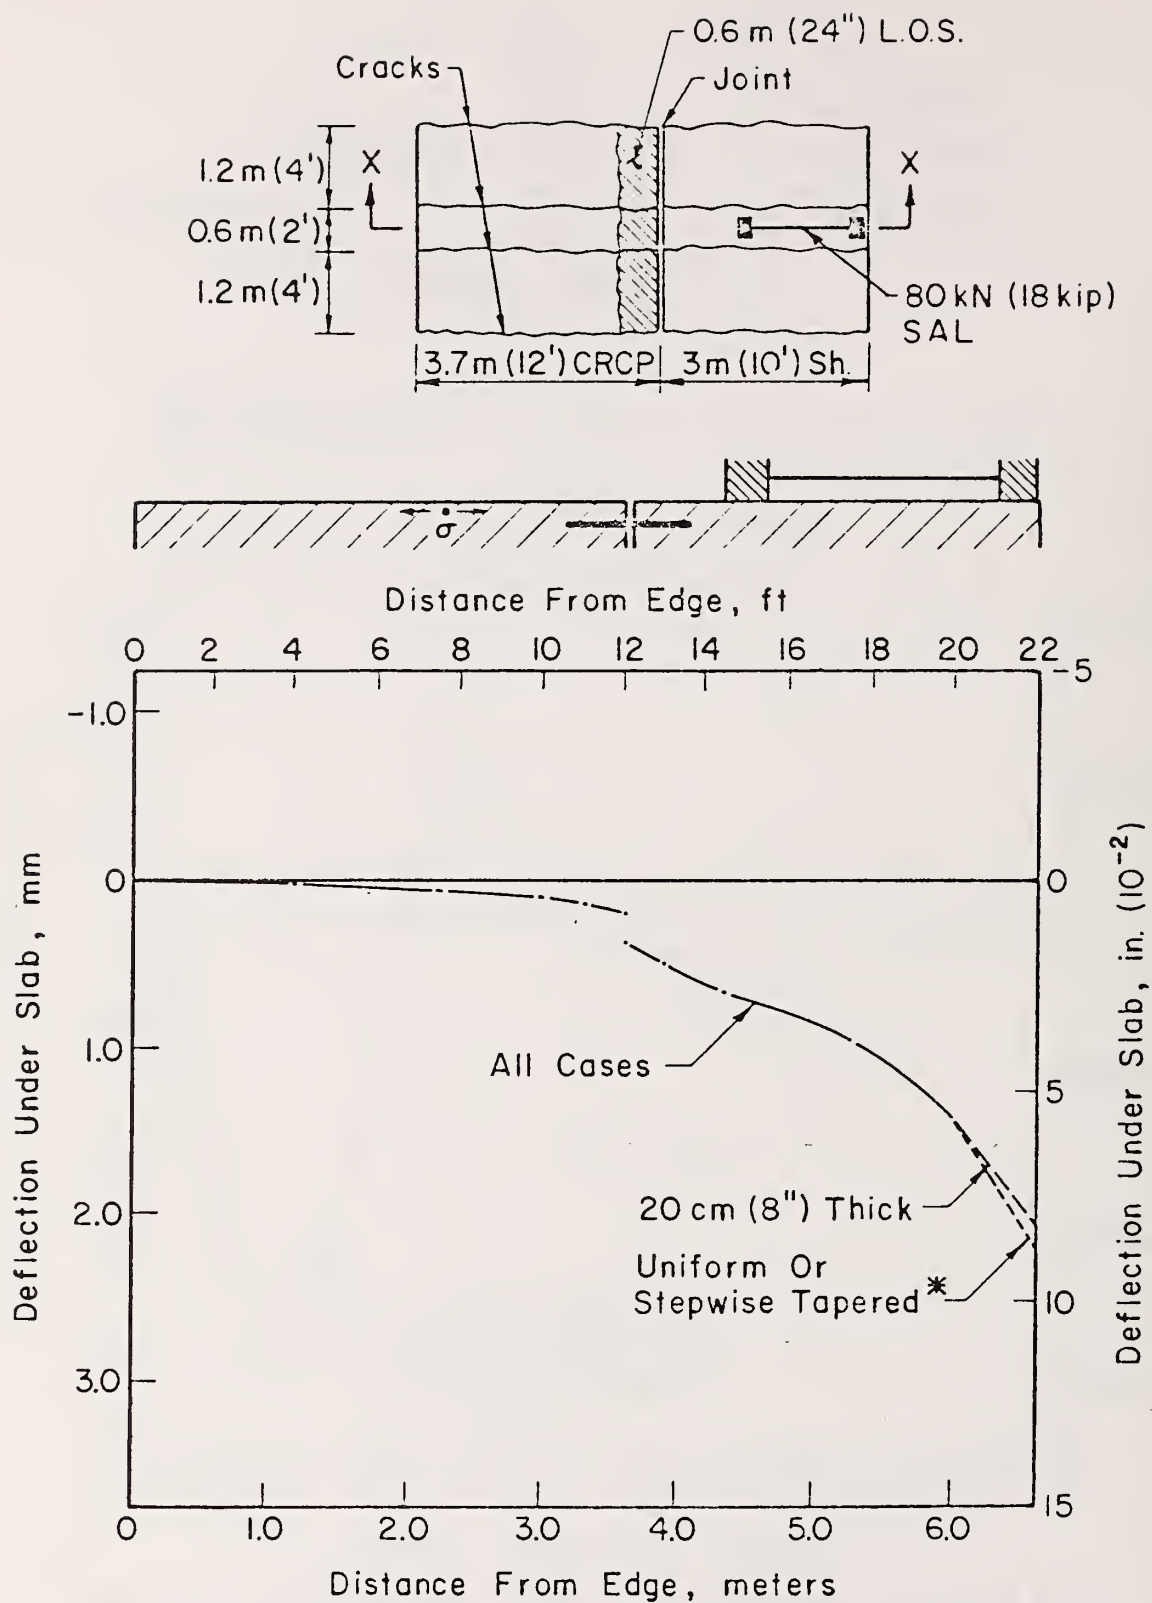 0.6 m (24") L.O.S.
Cracks
Joint
1.2 m (4')
X
X
0.6 m (2')
1.2 m (4')
80 kN (18 kip)
SAL
3.7 m (12') CRCP
3 m (10') Sh.
σ
Distance From Edge, ft
0 2 4 6 8 10 12 14 16 18 20 22
-5
-1.0
0
0
1.0
All Cases
5
20 cm (8") Thick
2.0
Uniform Or
Stepwise Tapered*
10
3.0
15
Deflection Under Slab, mm
Deflection Under Slab, in. (10⁻²)
0 1.0 2.0 3.0 4.0 5.0 6.0
Distance From Edge, meters